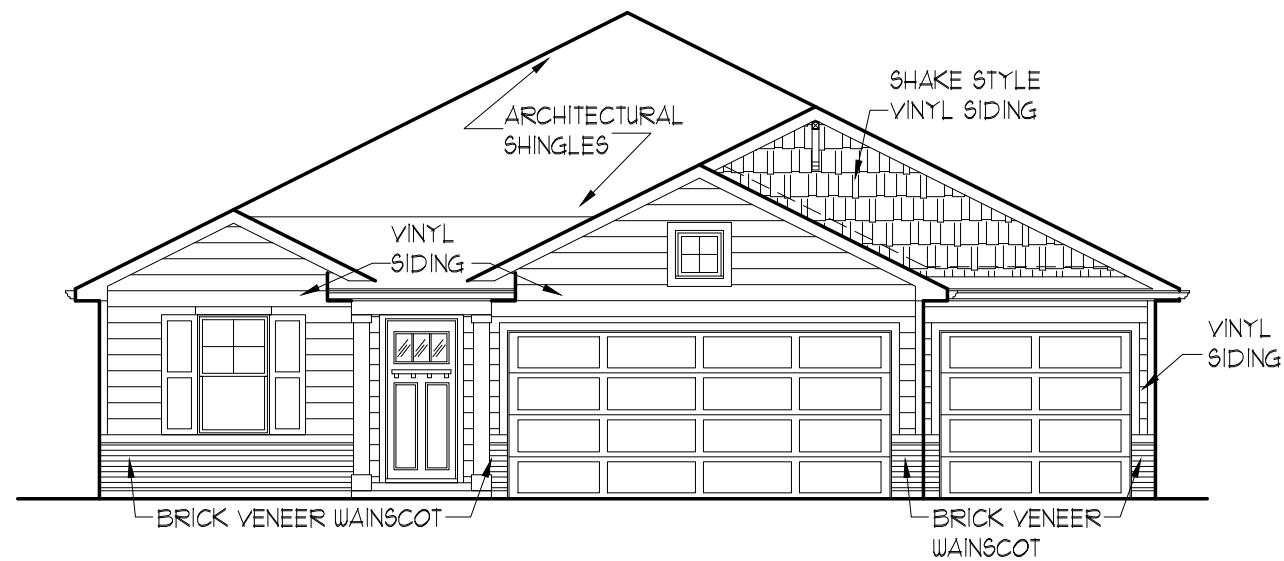 SHAKE STYLE
VINYL SIDING
ARCHITECTURAL
SHINGLES
VINYL
SIDING
VINYL
SIDING
BRICK VENEER WAINSCOT
BRICK VENEER
WAINSCOT